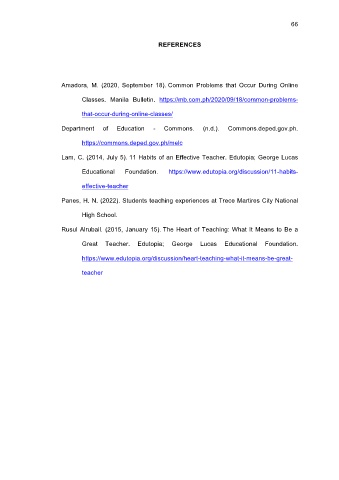 66
REFERENCES
Amadora, M. (2020, September 18). Common Problems that Occur During Online
Classes. Manila Bulletin. https://mb.com.ph/2020/09/18/common-problems-
that-occur-during-online-classes/
Department of Education - Commons. (n.d.). Commons.deped.gov.ph.
https://commons.deped.gov.ph/melc
Lam, C. (2014, July 5). 11 Habits of an Effective Teacher. Edutopia; George Lucas
Educational Foundation. https://www.edutopia.org/discussion/11-habits-
effective-teacher
Panes, H. N. (2022). Students teaching experiences at Trece Martires City National
High School.
Rusul Alrubail. (2015, January 15). The Heart of Teaching: What It Means to Be a
Great Teacher. Edutopia; George Lucas Educational Foundation.
https://www.edutopia.org/discussion/heart-teaching-what-it-means-be-great-
teacher